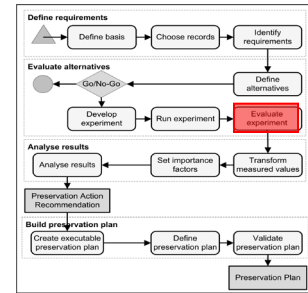 Define requirements
Define basis
Choose records
Identify
requirements
Evaluate alternatives
Go/No-Go
Define
alternatives
Develop
experiment
Run experiment
Evaluate
experiment
Analyse results
Analyse results
Set importance
factors
Transform
measured values
Preservation Action
Recommendation
Build preservation plan
Create executable
preservation plan
Define
preservation plan
Validate
preservation plan
Preservation Plan